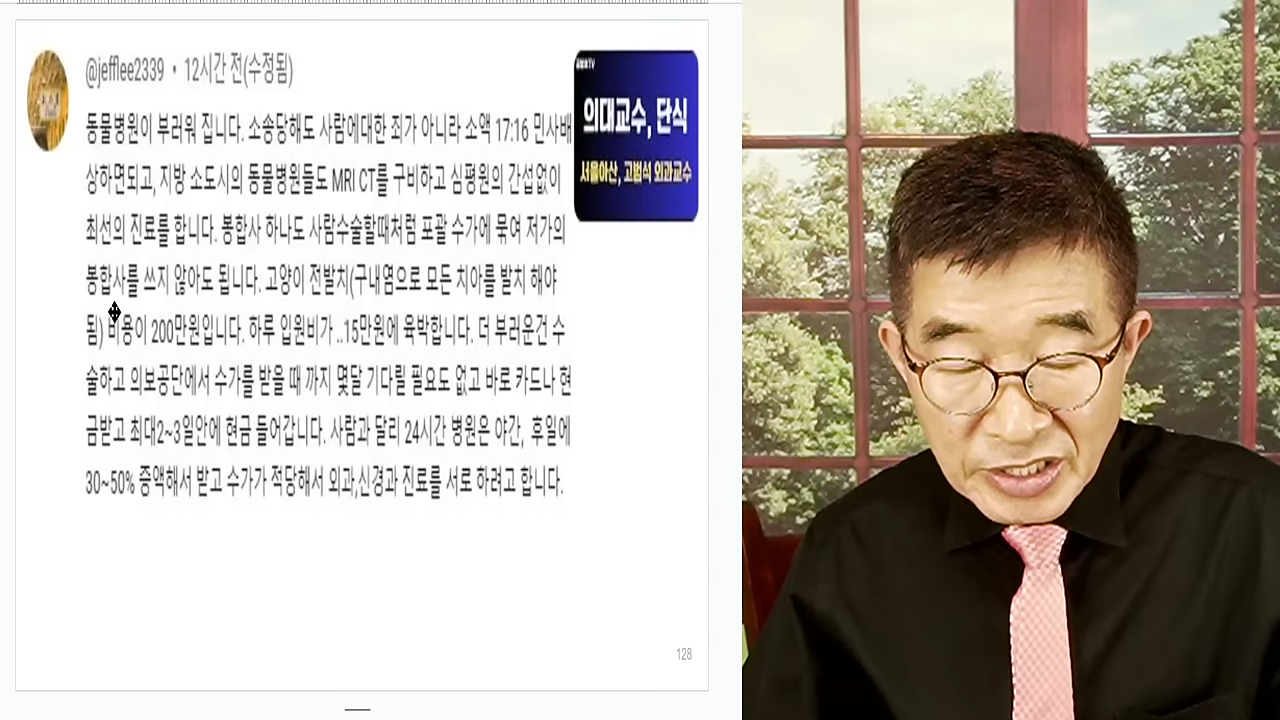 @jefflee2339 • 12시간 전(수정됨)
동물병원이 부러워 집니다. 소송당해도 사람에대한 죄가 아니라 소액 17:16 민사배
상하면되고, 지방 소도시의 동물병원들도 MRI CT를 구비하고 심평원의 간섭없이
최선의 진료를 합니다. 봉합사 하나도 사람수술할때처럼 포괄 수가에 묶여 저가의
봉합사를 쓰지 않아도 됩니다. 고양이 전발치(구내염으로 모든 치아를 발치 해야
됨) 비용이 200만원입니다. 하루 입원비가 ..15만원에 육박합니다. 더 부러운건 수
술하고 의보공단에서 수가를 받을 때 까지 몇달 기다릴 필요도 없고 바로 카드나 현
금받고 최대2~3일안에 현금 들어갑니다. 사람과 달리 24시간 병원은 야간, 휴일에
30~50% 증액해서 받고 수가가 적당해서 외과,신경과 진료를 서로 하려고 합니다.
의대교수, 단식
서울아산, 고범석 외과교수
128